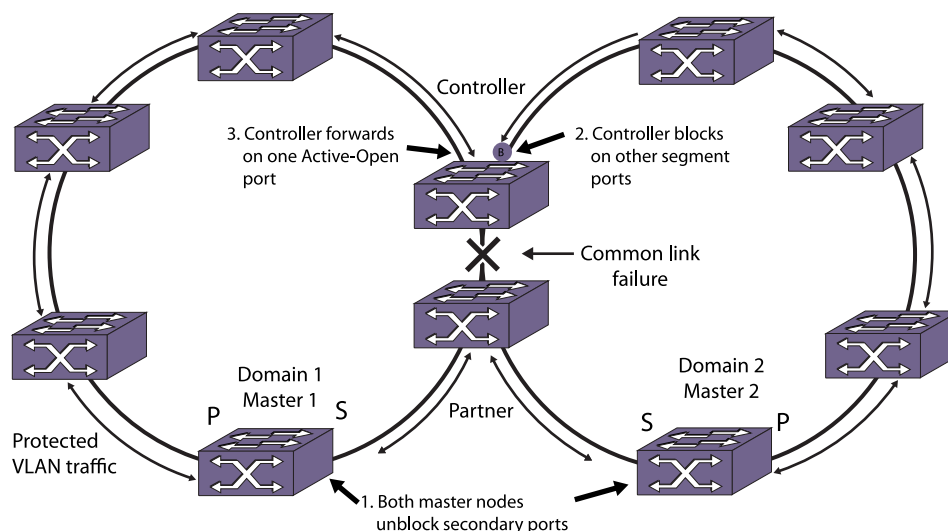 Controller
3. Controller forwards
on one Active-Open
port
B
2. Controller blocks
on other segment
ports
Common link
failure
Domain 1
Master 1
P
S
Protected
VLAN traffic
Partner
Domain 2
Master 2
S
P
1. Both master nodes
unblock secondary ports